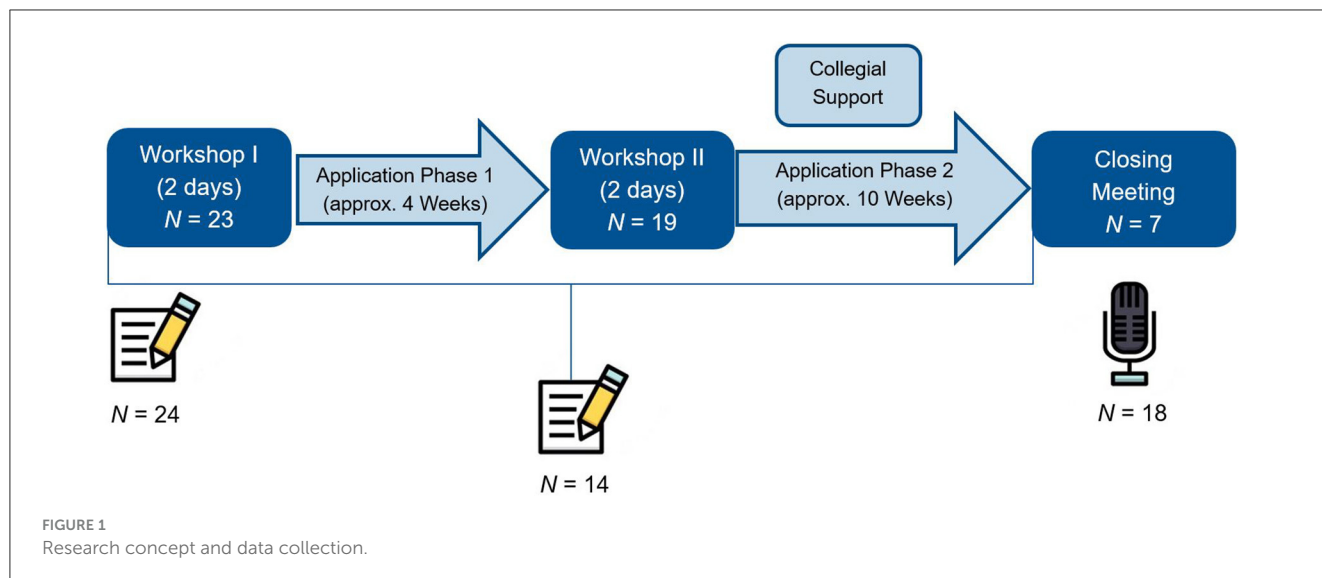 Collegial
Support
Workshop I
(2 days)
N = 23
Application Phase 1
(approx. 4 Weeks)
Workshop II
(2 days)
N = 19
Application Phase 2
(approx. 10 Weeks)
Closing
Meeting
N = 7
N = 24
N = 14
N = 18
FIGURE 1
Research concept and data collection.